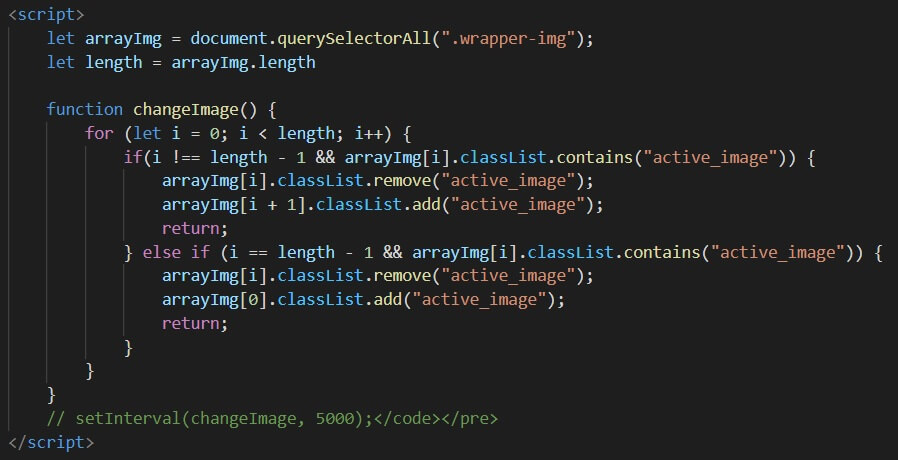 <script>
let arrayImg = document.querySelectorAll(".wrapper-img");
let length = arrayImg.length
function changeImage() {
for (let i = 0; i < length; i++) {
if(i !== length - 1 && arrayImg[i].classList.contains("active_image")) {
arrayImg[i].classList.remove("active_image");
arrayImg[i + 1].classList.add("active_image");
return;
} else if (i == length - 1 && arrayImg[i].classList.contains("active_image")) {
arrayImg[i].classList.remove("active_image");
arrayImg[0].classList.add("active_image");
return;
}
}
}
// setInterval(changeImage, 5000);</code></pre>
</script>